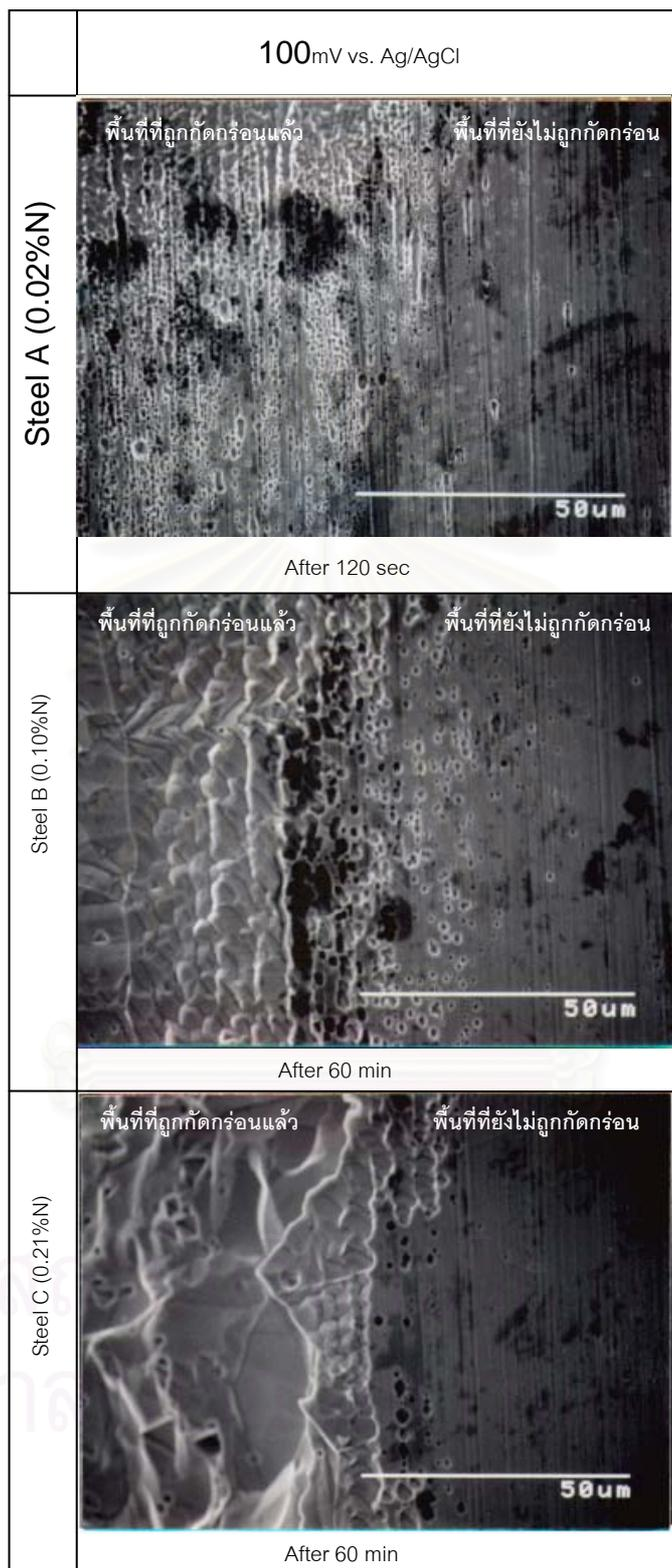 100mV vs. Ag/AgCl
Steel A (0.02%N)
พื้นที่ที่ถูกกัดกร่อนแล้ว
พื้นที่ที่ยังไม่ถูกกัดกร่อน
50um
After 120 sec
Steel B (0.10%N)
พื้นที่ที่ถูกกัดกร่อนแล้ว
พื้นที่ที่ยังไม่ถูกกัดกร่อน
50um
After 60 min
Steel C (0.21%N)
พื้นที่ที่ถูกกัดกร่อนแล้ว
พื้นที่ที่ยังไม่ถูกกัดกร่อน
50um
After 60 min